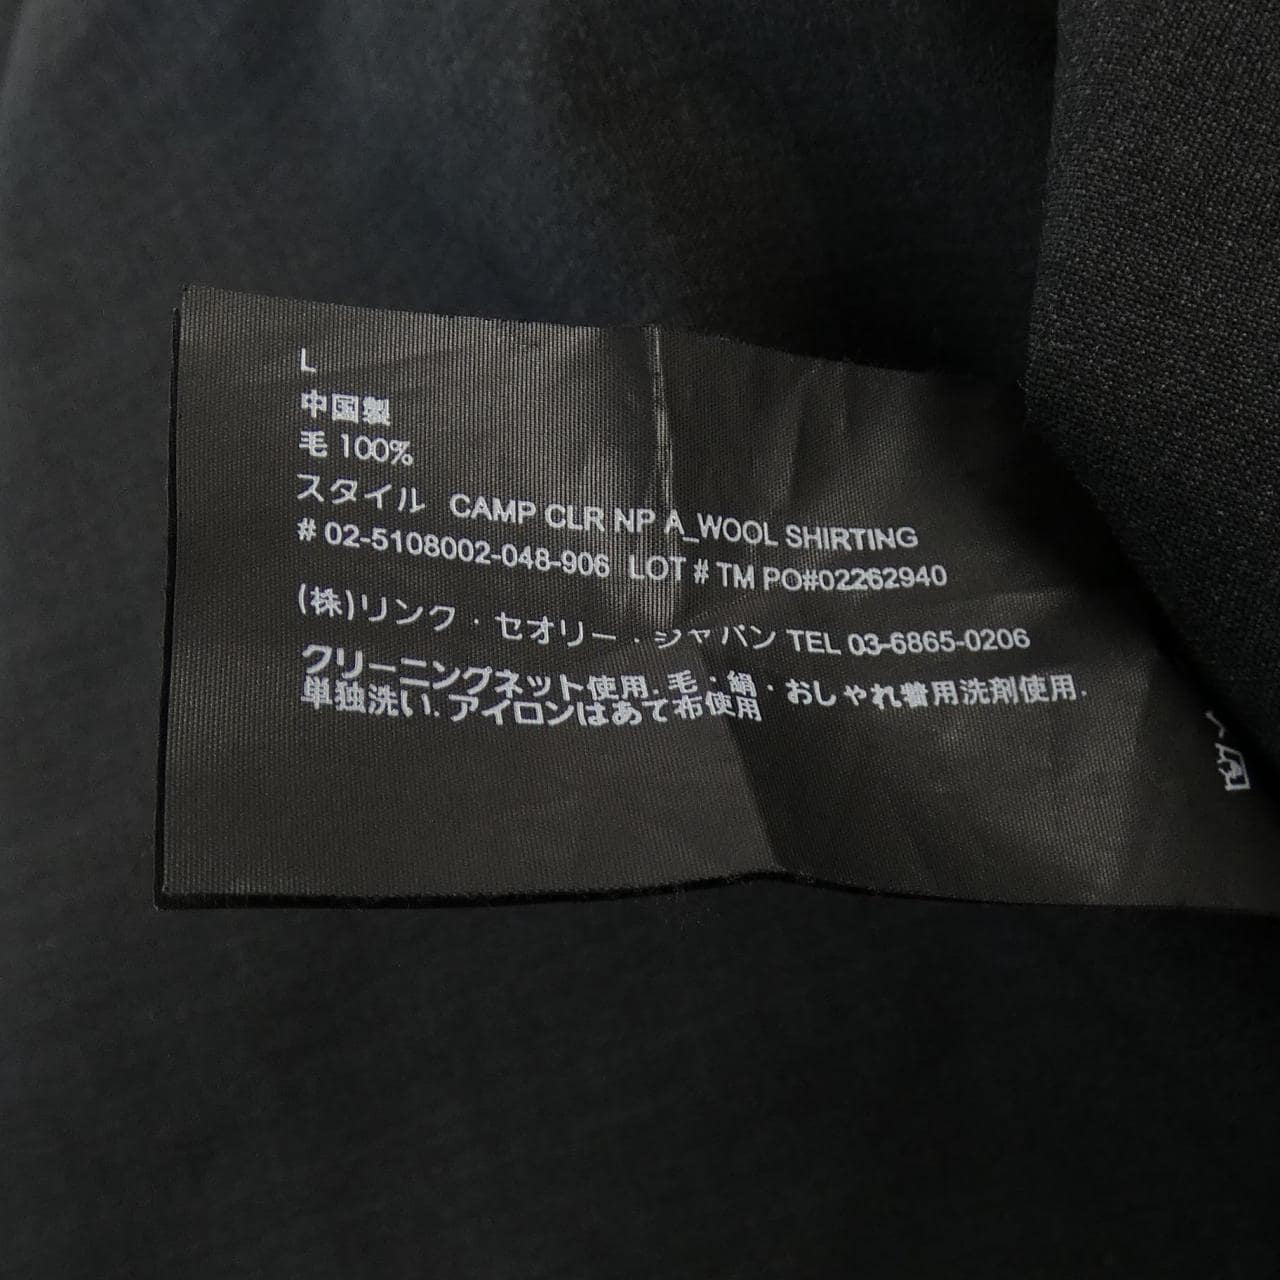 L
中国製
毛 100%
スタイル CAMP CLR NP A_WOOL SHIRTING
# 02-5108002-048-906 LOT # TM PO#02262940
(株)リンク・セオリー・ジャパン TEL 03-6865-0206
クリーニングネット使用. 毛・絹・おしゃれ着用洗剤使用.
単独洗い. アイロンはあて布使用